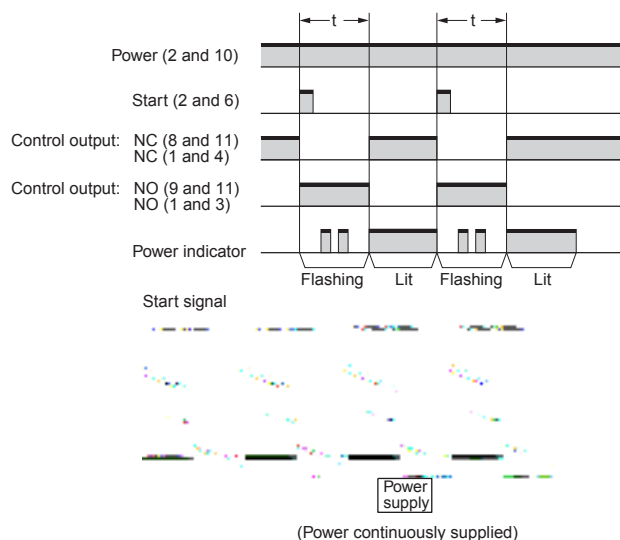 t t
Power (2 and 10)
Start (2 and 6)
Control output: NC (8 and 11)
NC (1 and 4)
Control output: NO (9 and 11)
NO (1 and 3)
Power indicator
Flashing Lit Flashing Lit
Start signal
Power
supply
(Power continuously supplied)